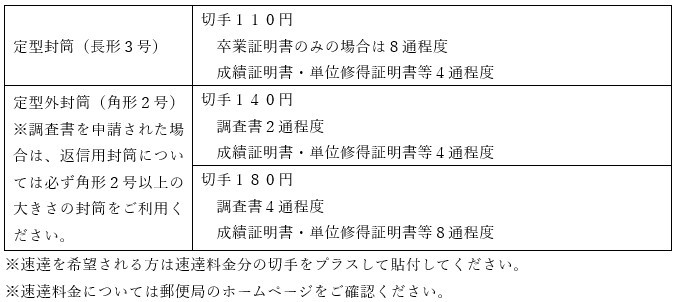 定型封筒（長形３号）
切手１１０円
卒業証明書のみの場合は８通程度
成績証明書・単位修得証明書等４通程度
定型外封筒（角形２号）
※調査書を申請された場
合は、返信用封筒につい
ては必ず角形２号以上の
大きさの封筒をご利用く
ださい。
切手１４０円
調査書２通程度
成績証明書・単位修得証明書等４通程度
切手１８０円
調査書４通程度
成績証明書・単位修得証明書等８通程度
※速達を希望される方は速達料金分の切手をプラスして貼付してください。
※速達料金については郵便局のホームページをご確認ください。